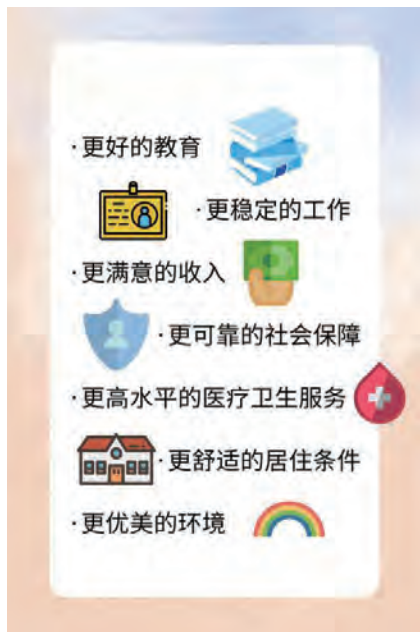 ·更好的教育
·更稳定的工作
·更满意的收入
·更可靠的社会保障
·更高水平的医疗卫生服务
·更舒适的居住条件
·更优美的环境